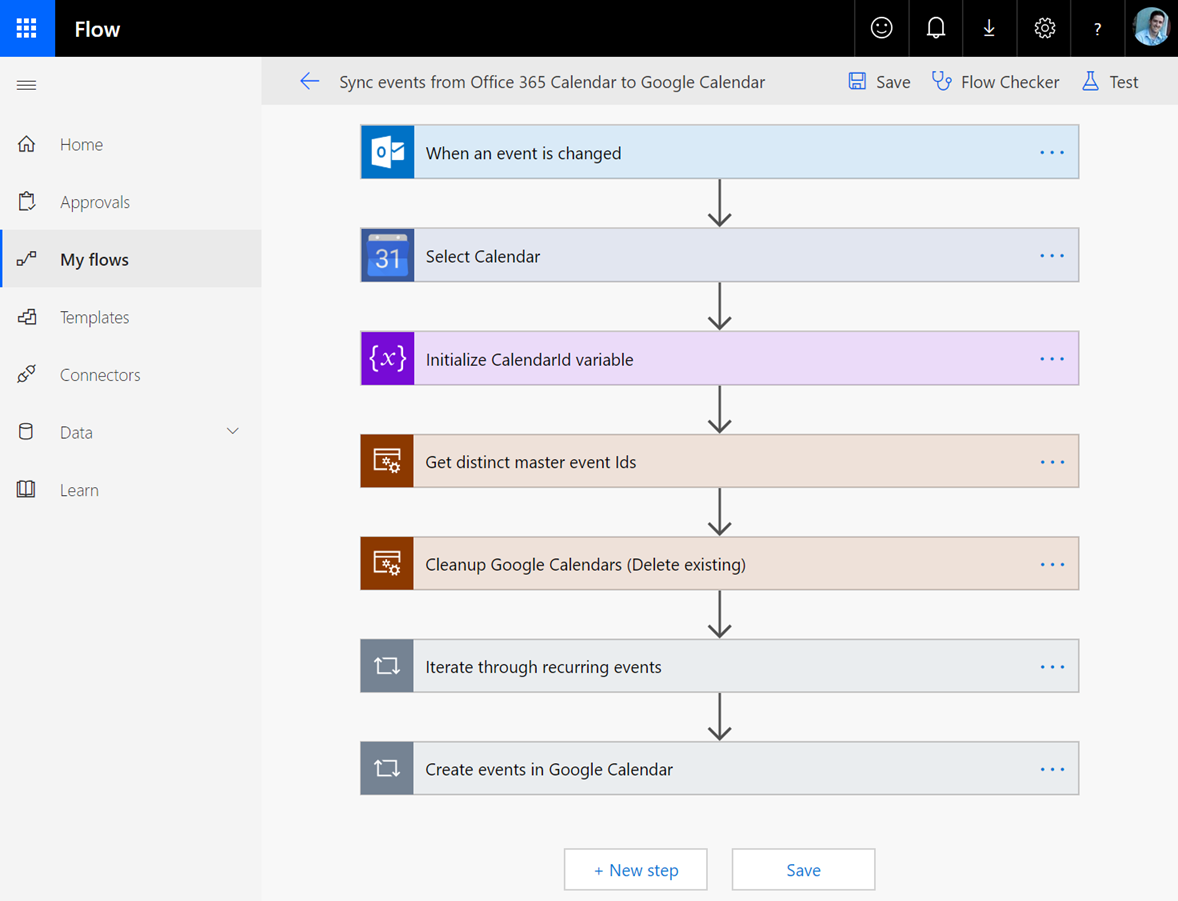 Flow
?
Sync events from Office 365 Calendar to Google Calendar
Save
Flow Checker
Test
Home
Approvals
My flows
Templates
Connectors
Data
Learn
o When an event is changed
31 Select Calendar
{x} Initialize CalendarId variable
Get distinct master event Ids
Cleanup Google Calendars (Delete existing)
Iterate through recurring events
Create events in Google Calendar
+ New step
Save